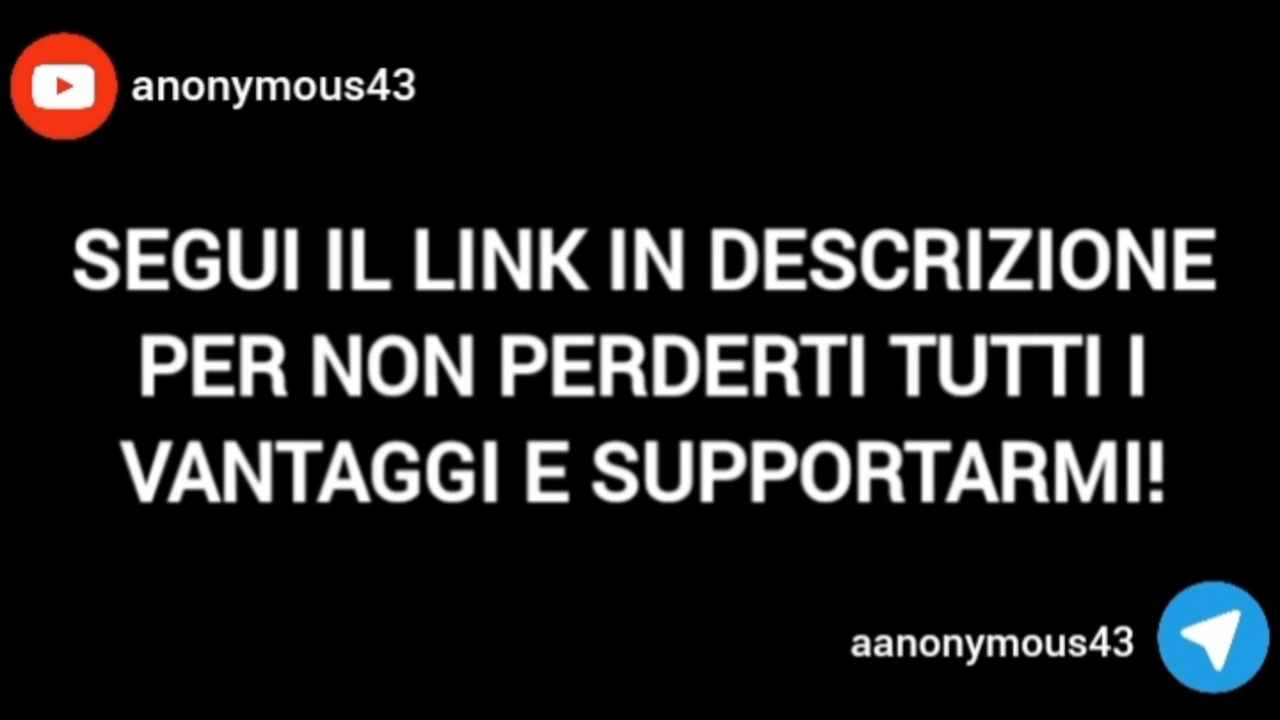 anonymous43
SEGUI IL LINK IN DESCRIZIONE
PER NON PERDERTI TUTTI I
VANTAGGI E SUPPORTARMI!
aanonymous43